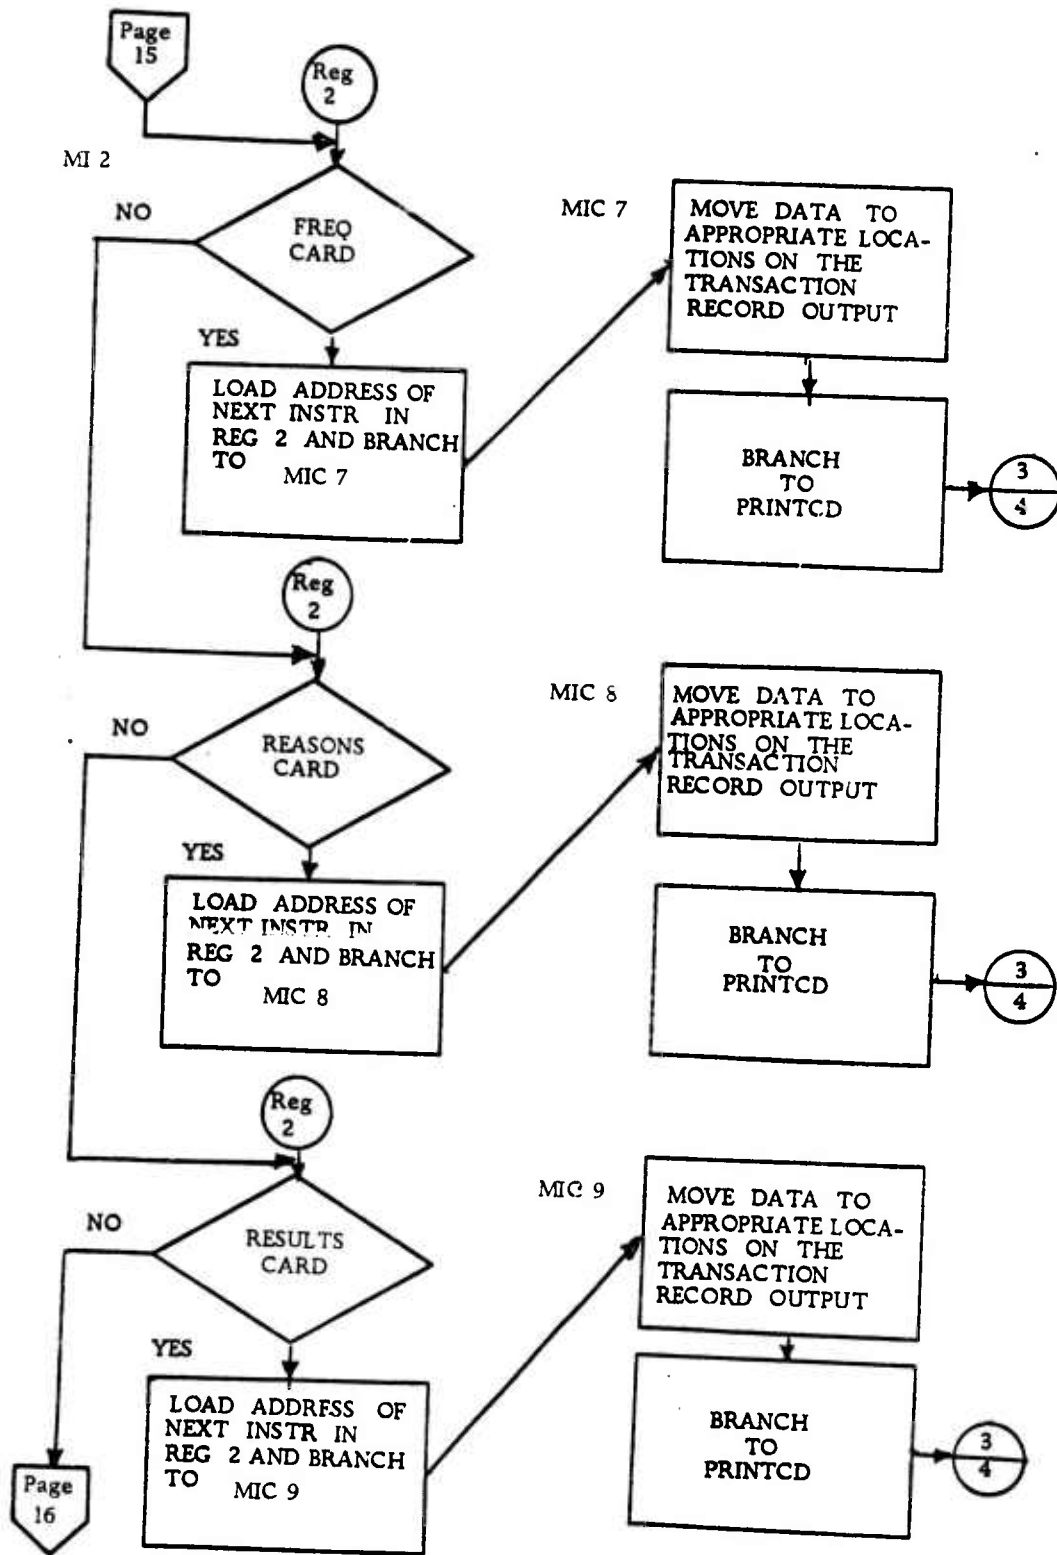 Page
15
Reg
2
MI 2
NO
FREQ
CARD
YES
LOAD ADDRESS OF
NEXT INSTR IN
REG 2 AND BRANCH
TO MIC 7
MIC 7
MOVE DATA TO
APPROPRIATE LOCA-
TIONS ON THE
TRANSACTION
RECORD OUTPUT
BRANCH
TO
PRINTCD
3
4
Reg
2
NO
REASONS
CARD
YES
LOAD ADDRESS OF
NEXT INSTR IN
REG 2 AND BRANCH
TO MIC 8
MIC 8
MOVE DATA TO
APPROPRIATE LOCA-
TIONS ON THE
TRANSACTION
RECORD OUTPUT
BRANCH
TO
PRINTCD
3
4
Reg
2
NO
RESULTS
CARD
YES
LOAD ADDRESS OF
NEXT INSTR IN
REG 2 AND BRANCH
TO MIC 9
MIC 9
MOVE DATA TO
APPROPRIATE LOCA-
TIONS ON THE
TRANSACTION
RECORD OUTPUT
BRANCH
TO
PRINTCD
3
4
Page
16